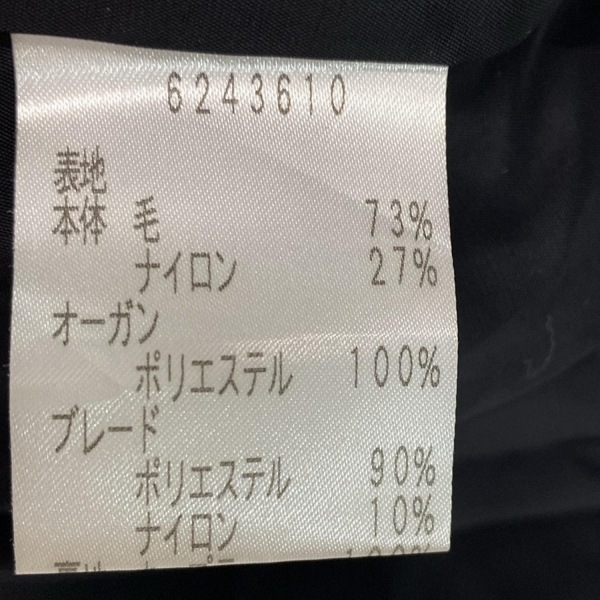 6243610
表地
本体 毛 73%
ナイロン 27%
オーガン
ポリエステル 100%
ブレード
ポリエステル 90%
ナイロン 10%